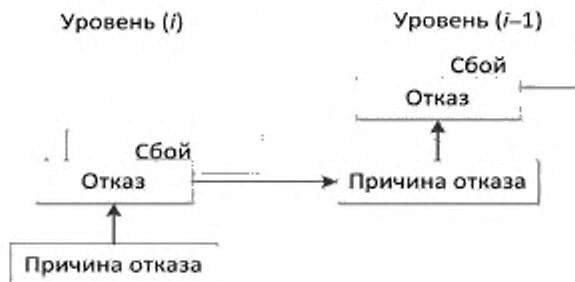 Уровень (i)
Уровень (i–1)
Сбой
Отказ
Сбой
Отказ
Причина отказа
Причина отказа